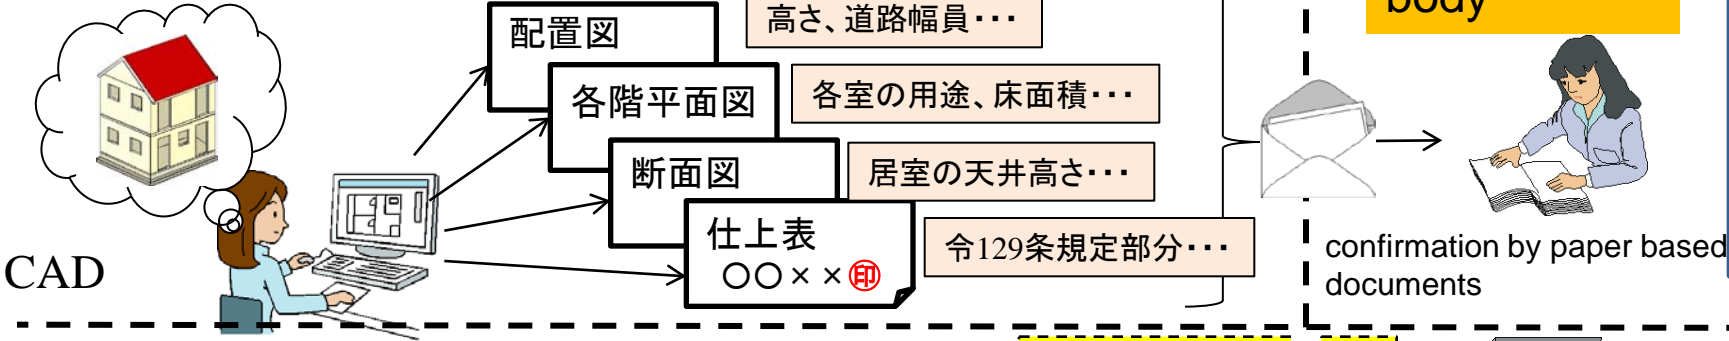 body
配置図
高さ、道路幅員・・・
各階平面図
各室の用途、床面積・・・
断面図
居室の天井高さ・・・
仕上表
〇〇××㊞
令129条規定部分・・・
CAD
confirmation by paper based
documents